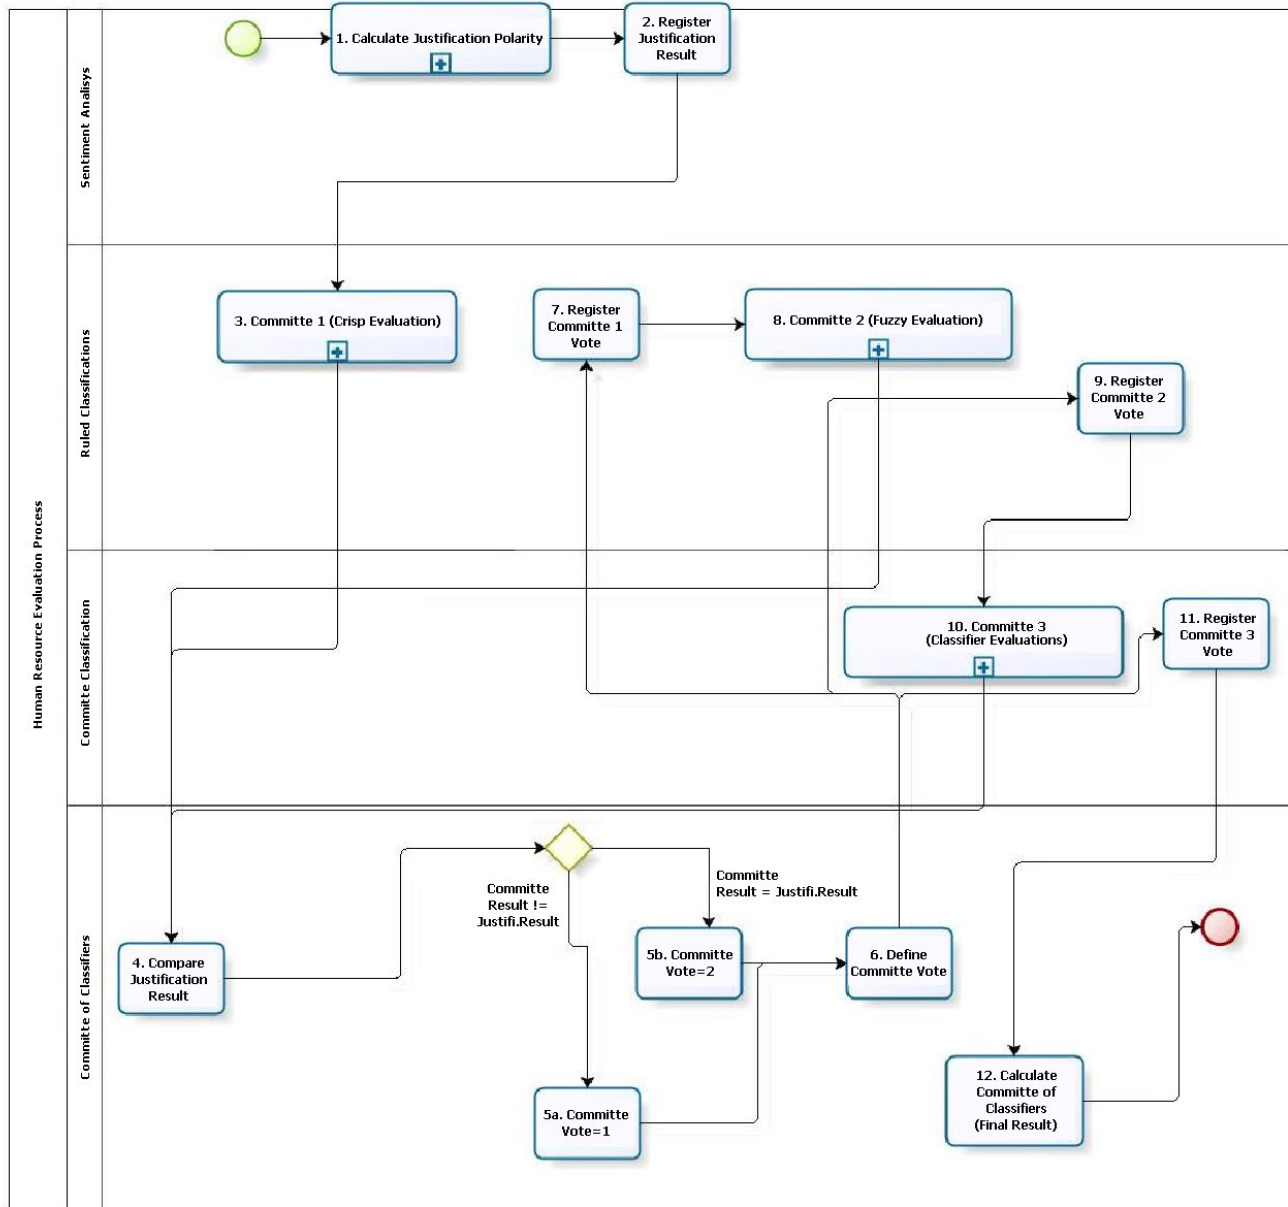 Human Resource Evaluation Process
Sentiment Analisys
1. Calculate Justification Polarity
2. Register
Justification
Result
Ruled Classifications
3. Committe 1 (Crisp Evaluation)
7. Register
Committe 1
Vote
8. Committe 2 (Fuzzy Evaluation)
9. Register
Committe 2
Vote
Committe Classification
10. Committe 3
(Classifier Evaluations)
11. Register
Committe 3
Vote
Committe of Classifiers
4. Compare
Justification
Result
Committe
Result !=
Justifi.Result
Committe
Result = Justifi.Result
5b. Committe
Vote=2
6. Define
Committe Vote
5a. Committe
Vote=1
12. Calculate
Committe of
Classifiers
(Final Result)